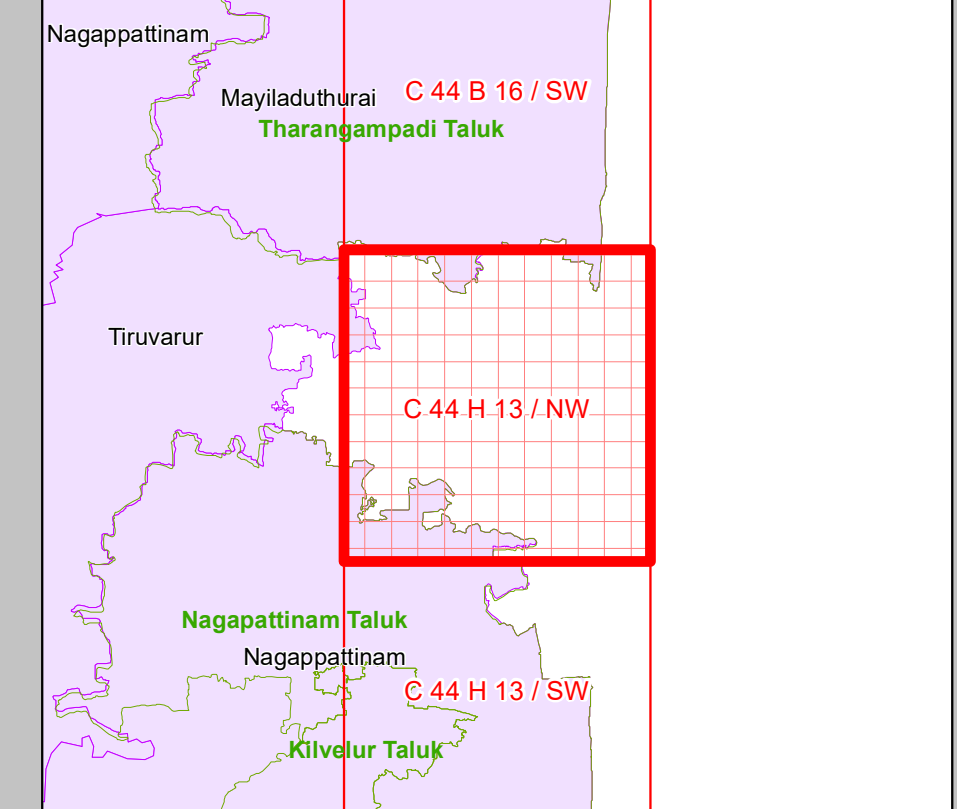 Nagappattinam
C 44 B 16 / SW
Mayiladuthurai
Tharangampadi Taluk
Tiruvarur
C 44 H 13 / NW
Nagapattinam Taluk
Nagappattinam
C 44 H 13 / SW
Kilvelur Taluk